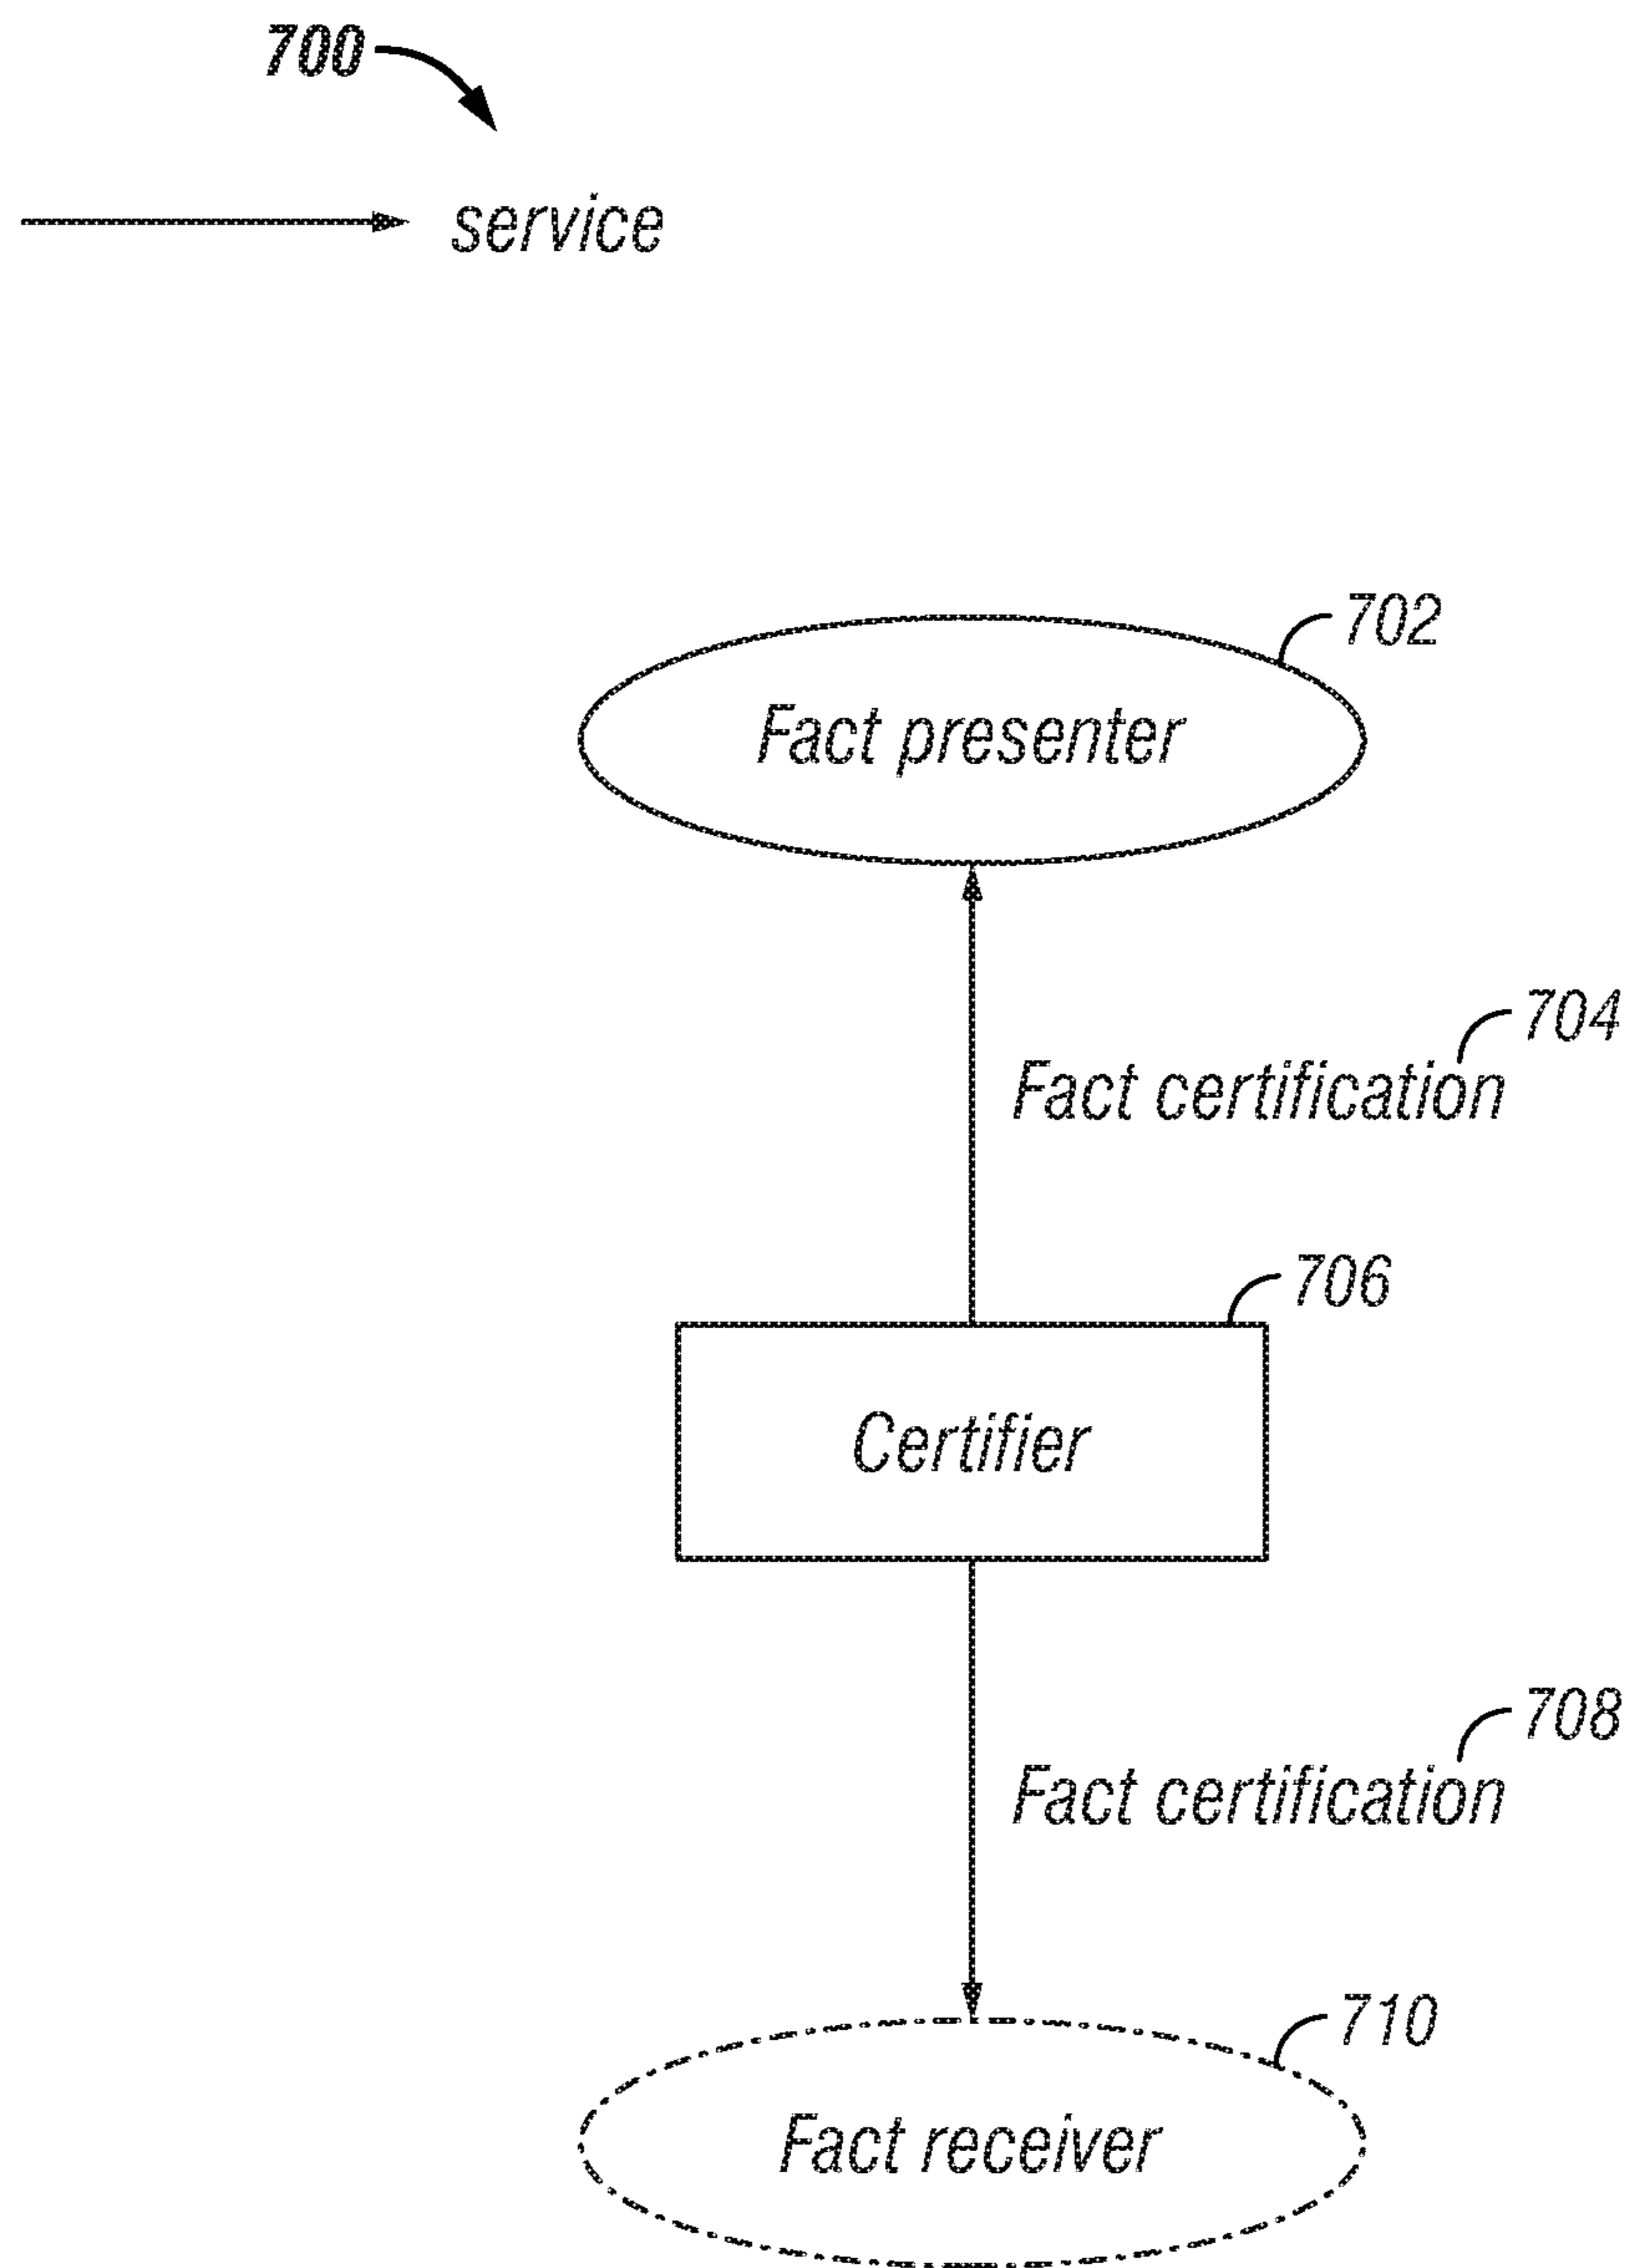 700
service
702
Fact presenter
704
Fact certification
706
Certifier
708
Fact certification
710
Fact receiver